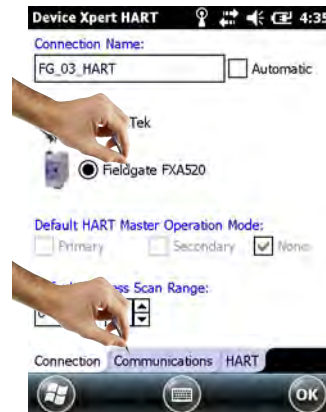 Device Xpert HART 4:35
Connection Name:
FG_03_HART
Automatic
Tek
Fieldgate FXA520
Default HART Master Operation Mode:
Primary Secondary None
ss Scan Range:
Connection Communications HART
OK